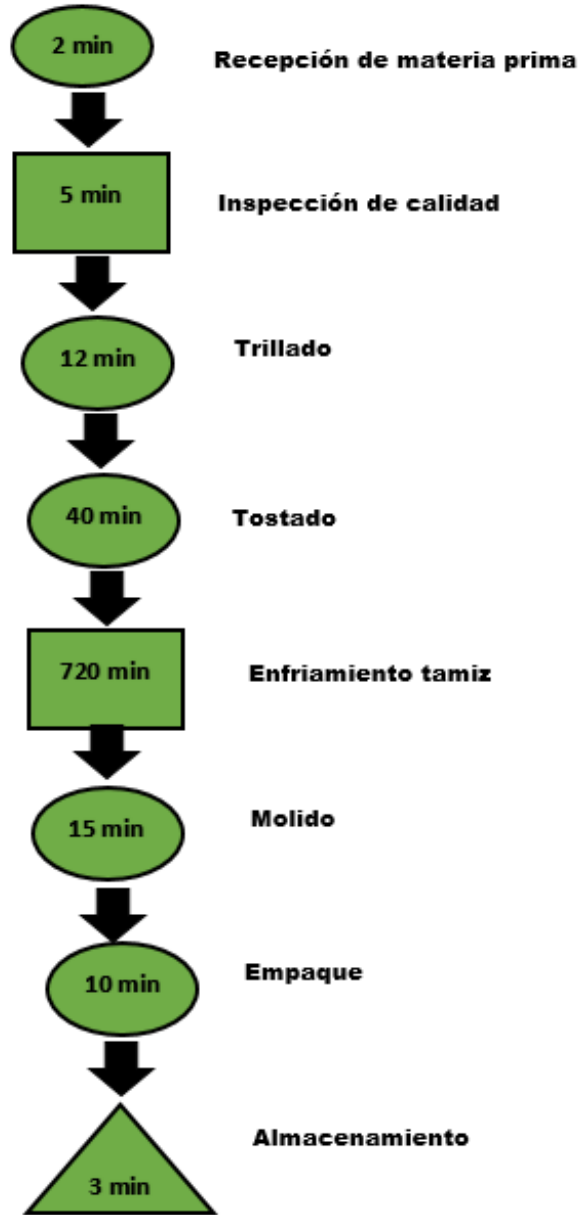 2 min
Recepción de materia prima
5 min
Inspección de calidad
12 min
Trillado
40 min
Tostado
720 min
Enfriamiento tamiz
15 min
Molido
10 min
Empaque
Almacenamiento
3 min